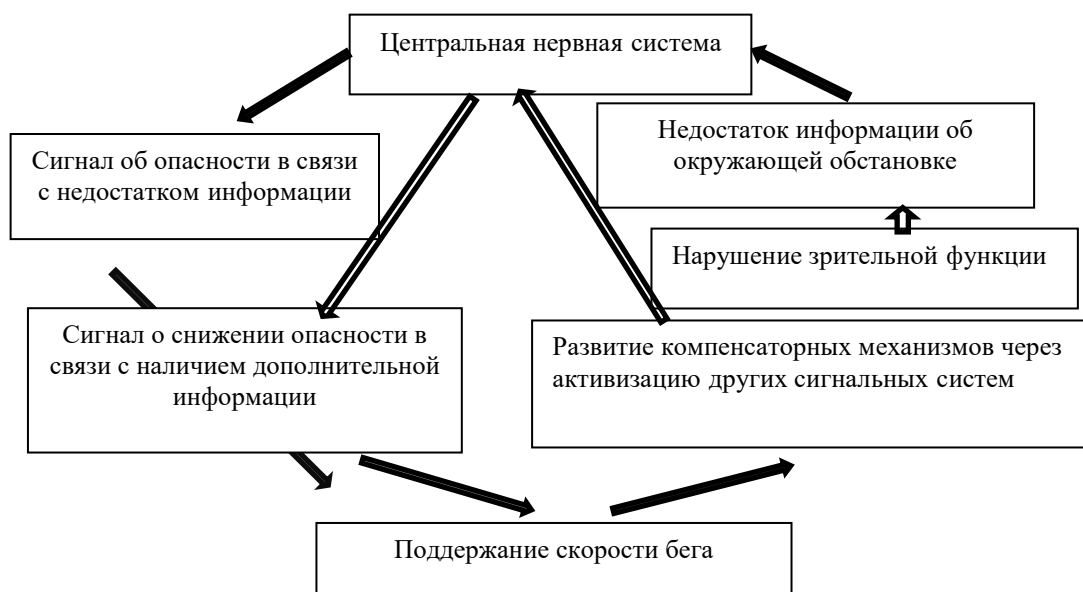 Центральная нервная система
Недостаток информации об
окружающей обстановке
Сигнал об опасности в связи
с недостатком информации
Нарушение зрительной функции
Сигнал о снижении опасности в
связи с наличием дополнительной
информации
Развитие компенсаторных механизмов через
активизацию других сигнальных систем
Поддержание скорости бега